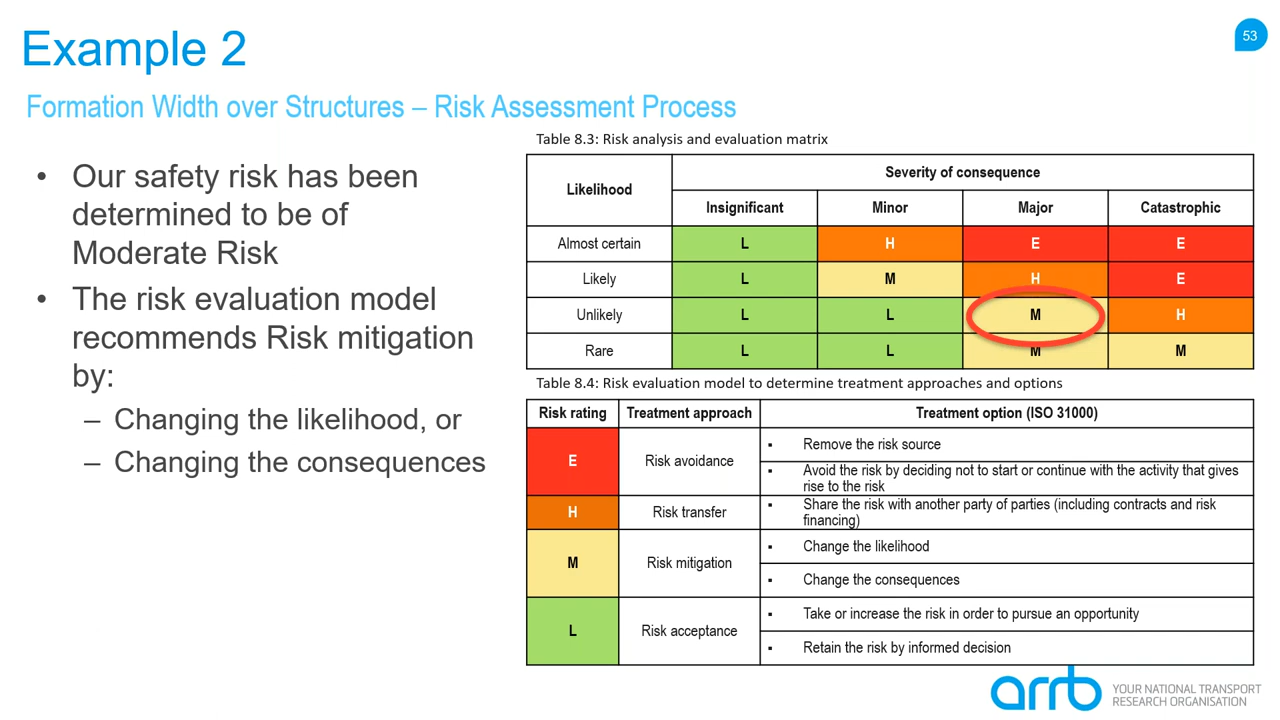 53
Example 2
Formation Width over Structures – Risk Assessment Process
• Our safety risk has been
determined to be of
Moderate Risk
• The risk evaluation model
recommends Risk mitigation
by:
– Changing the likelihood, or
– Changing the consequences
Table 8.3: Risk analysis and evaluation matrix
Likelihood
Severity of consequence
Insignificant Minor Major Catastrophic
Almost certain L H E E
Likely L M H E
Unlikely L L M H
Rare L L M M
Table 8.4: Risk evaluation model to determine treatment approaches and options
Risk rating Treatment approach Treatment option (ISO 31000)
E Risk avoidance
▪ Remove the risk source
▪ Avoid the risk by deciding not to start or continue with the activity that gives
rise to the risk
H Risk transfer
▪ Share the risk with another party of parties (including contracts and risk
financing)
M Risk mitigation
▪ Change the likelihood
▪ Change the consequences
L Risk acceptance
▪ Take or increase the risk in order to pursue an opportunity
▪ Retain the risk by informed decision
arrb
YOUR NATIONAL TRANSPORT
RESEARCH ORGANISATION